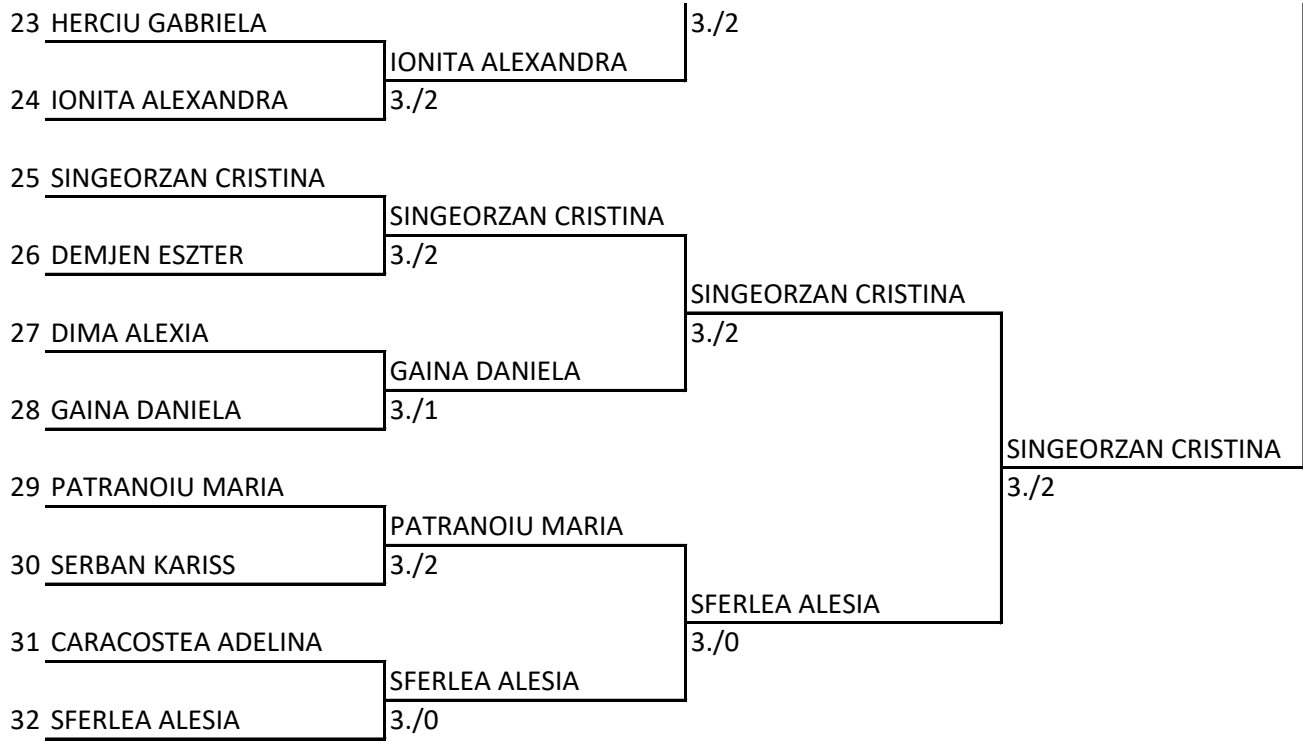 23 HERCIU GABRIELA
3./2
IONITA ALEXANDRA
24 IONITA ALEXANDRA
3./2
25 SINGEORZAN CRISTINA
SINGEORZAN CRISTINA
26 DEMJEN ESZTER
3./2
SINGEORZAN CRISTINA
27 DIMA ALEXIA
3./2
GAINA DANIELA
28 GAINA DANIELA
3./1
SINGEORZAN CRISTINA
29 PATRANOIU MARIA
3./2
PATRANOIU MARIA
30 SERBAN KARISS
3./2
SFERLEA ALESIA
31 CARACOSTEA ADELINA
3./0
SFERLEA ALESIA
32 SFERLEA ALESIA
3./0